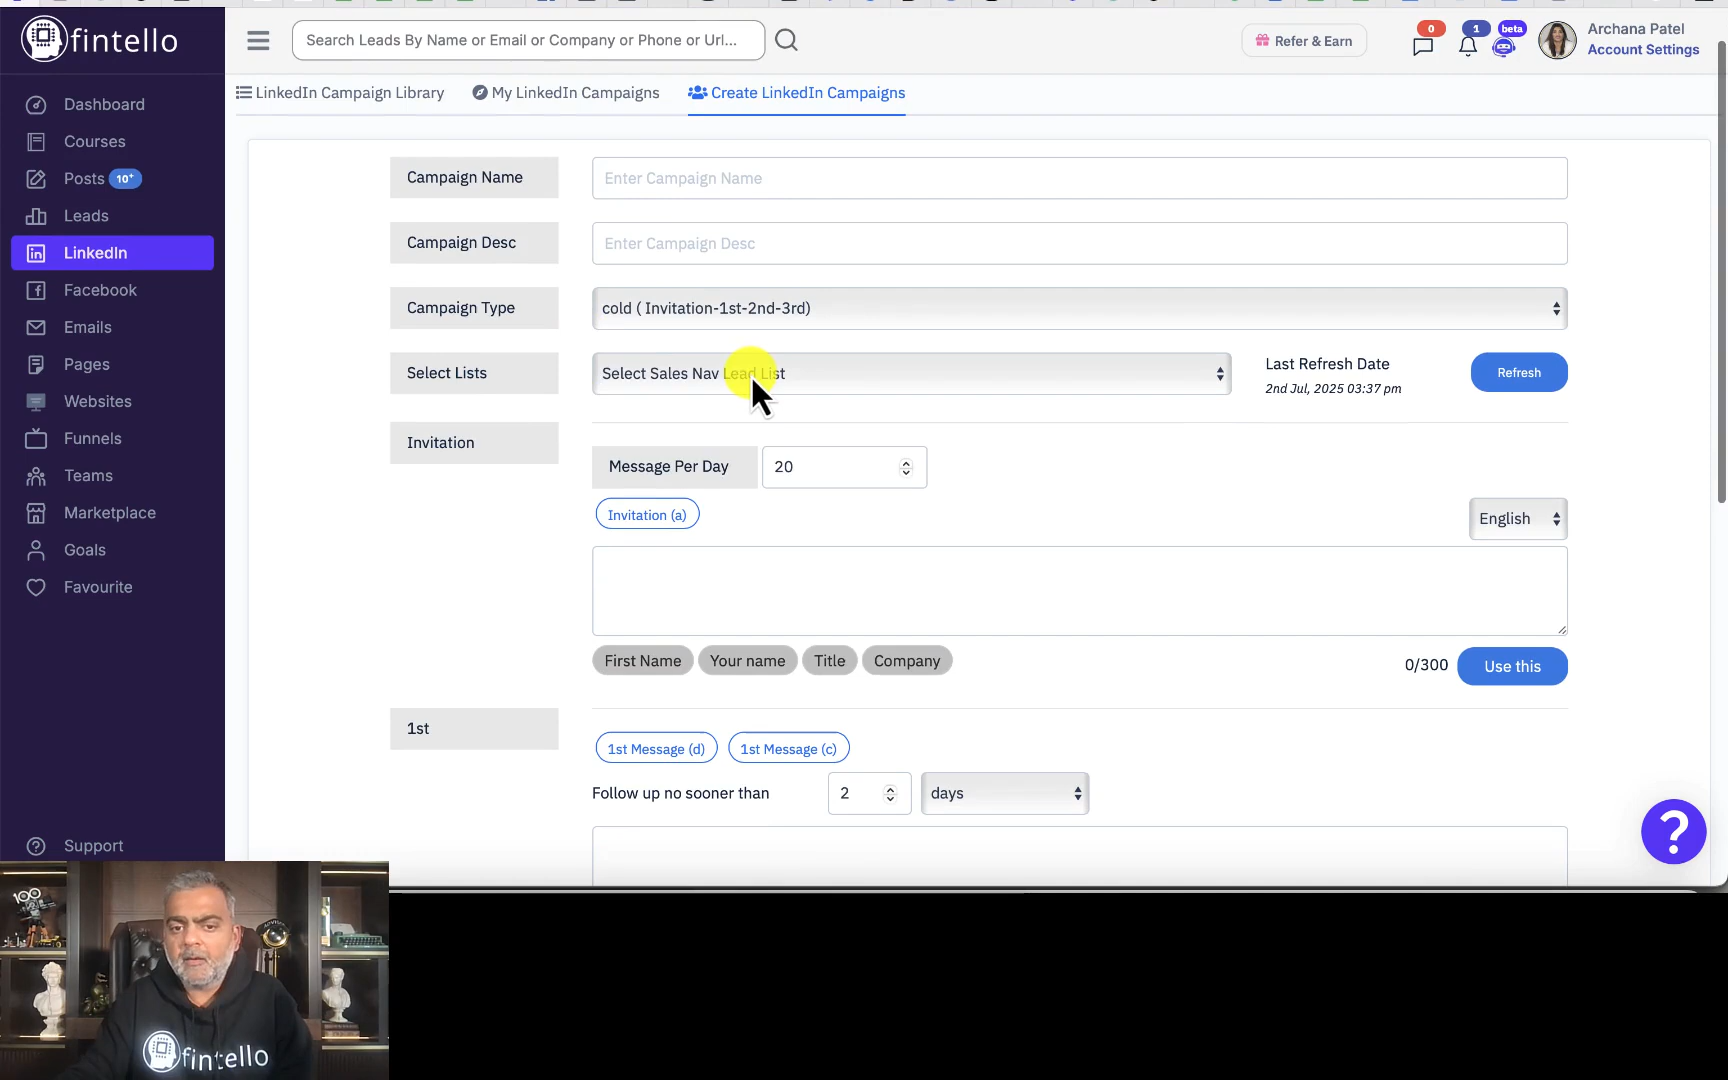 fintello
Search Leads By Name or Email or Company or Phone or Url...
Refer & Earn
0
1
beta
Archana Patel
Account Settings
Dashboard
Courses
Posts 10+
Leads
LinkedIn
Facebook
Emails
Pages
Websites
Funnels
Teams
Marketplace
Goals
Favourite
Support
LinkedIn Campaign Library
My LinkedIn Campaigns
Create LinkedIn Campaigns
Campaign Name
Enter Campaign Name
Campaign Desc
Enter Campaign Desc
Campaign Type
cold ( Invitation-1st-2nd-3rd)
Select Lists
Select Sales Nav Lead List
Last Refresh Date
2nd Jul, 2025 03:37 pm
Refresh
Invitation
Message Per Day
20
Invitation (a)
English
First Name
Your name
Title
Company
0/300
Use this
1st
1st Message (d)
1st Message (c)
Follow up no sooner than
2
days
?
100
fintello